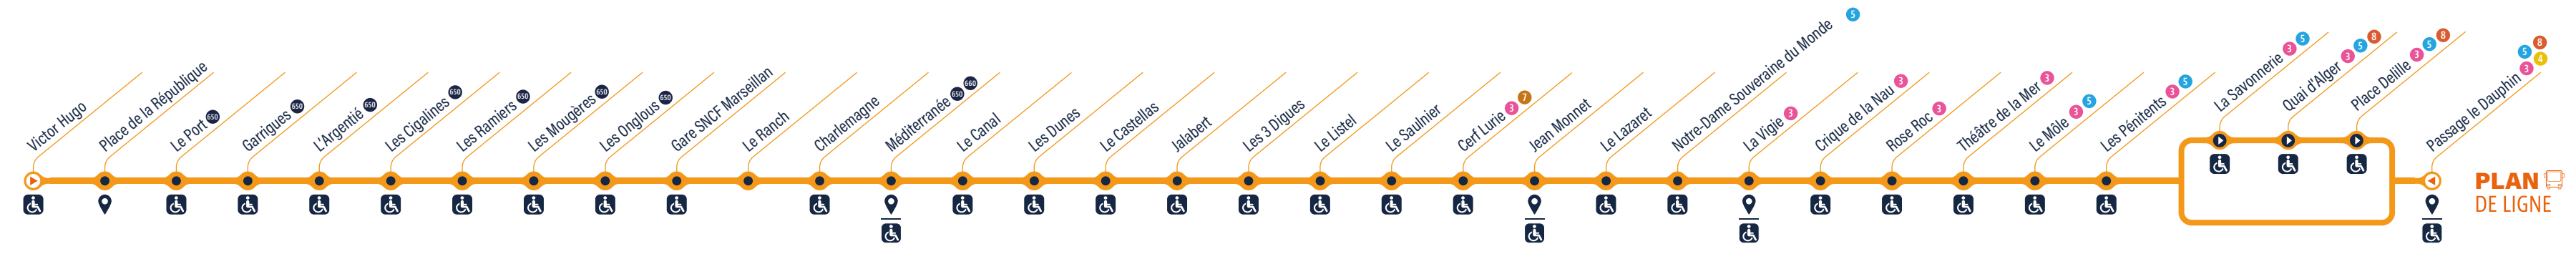 Victor Hugo
Place de la République
Le Port 650
Garrigues 650
L'Argentié 650
Les Cigalines 650
Les Ramiers 650
Les Mougères 650
Les Onglous 650
Gare SNCF Marseillan
Le Ranch
Charlemagne
Méditerranée 650 660
Le Canal
Les Dunes
Le Castellas
Jalabert
Les 3 Digues
Le Listel
Le Saulnier
Cerf Lurie 3 7
Jean Monnet
Le Lazaret
Notre-Dame Souveraine du Monde 5
La Vigie 3
Crique de la Nau 3
Rose Roc 3
Théâtre de la Mer 3
Le Môle 3 5
Les Pénitents 3 5
La Savonnerie 3 5
Quai d'Alger 3 5 8
Place Delille 3 5 8
Passage le Dauphin 3 4 5 8
PLAN
DE LIGNE